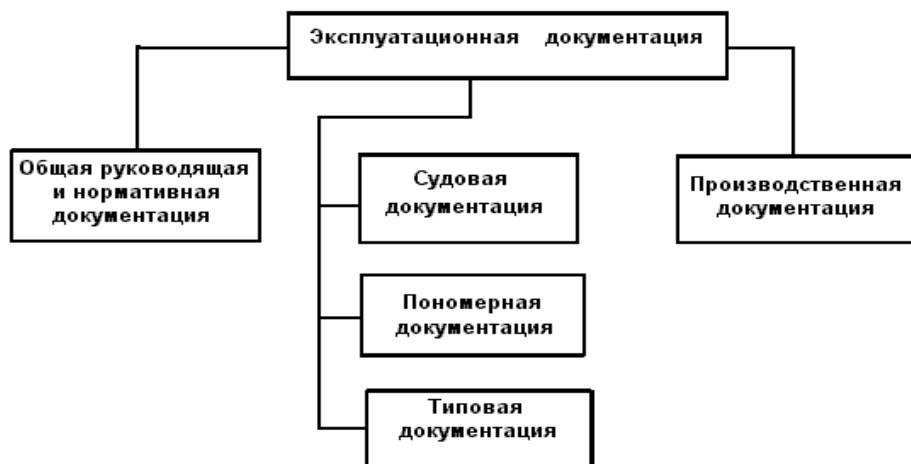 Эксплуатационная документация
Общая руководящая
и нормативная
документация
Судовая
документация
Производственная
документация
Пономерная
документация
Типовая
документация